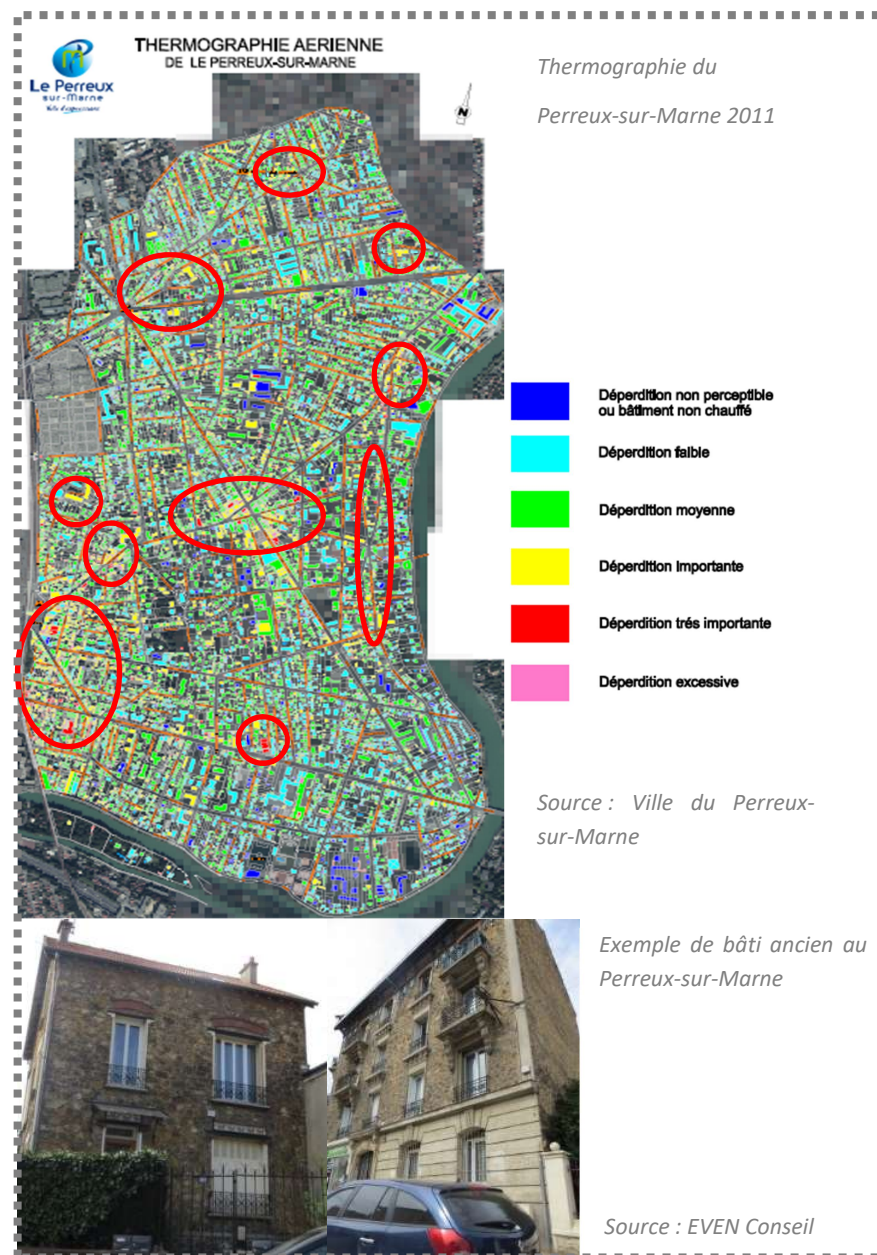 THERMOGRAPHIE AERIENNE
DE LE PERREUX-SUR-MARNE
Le Perreux
sur-Marne
Thermographie du
Perreux-sur-Marne 2011
N
Déperdition non perceptible
ou bâtiment non chauffé
Déperdition faible
Déperdition moyenne
Déperdition importante
Déperdition trés importante
Déperdition excessive
Source : Ville du Perreux-
sur-Marne
Exemple de bâti ancien au
Perreux-sur-Marne
Source : EVEN Conseil